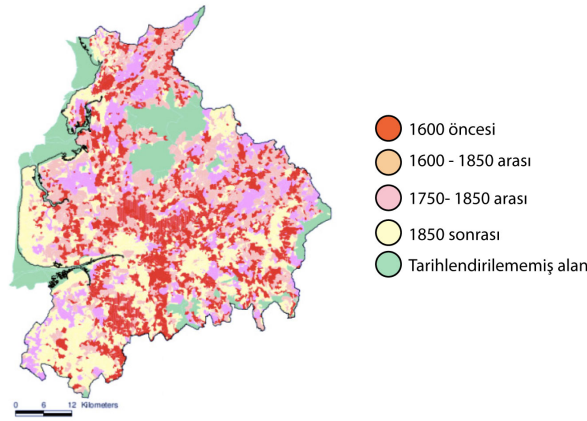 1600 öncesi
1600 - 1850 arası
1750- 1850 arası
1850 sonrası
Tarihlendirilememiş alan
0 6 12 Kilometers